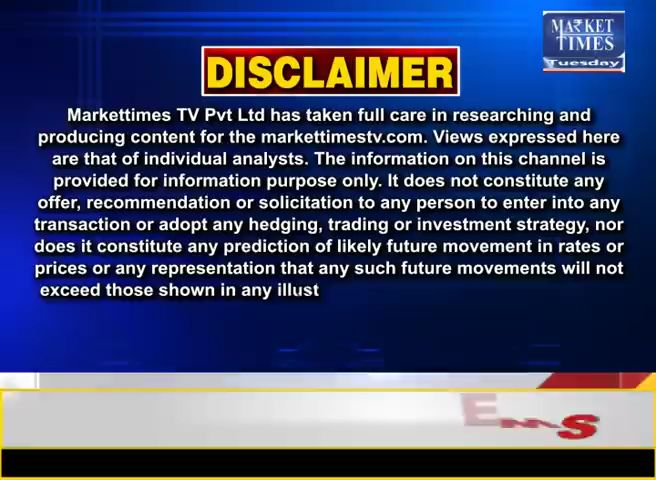 MARKET
TIMES
Tuesday
DISCLAIMER
Markettimes TV Pvt Ltd has taken full care in researching and
producing content for the markettimestv.com. Views expressed here
are that of individual analysts. The information on this channel is
provided for information purpose only. It does not constitute any
offer, recommendation or solicitation to any person to enter into any
transaction or adopt any hedging, trading or investment strategy, nor
does it constitute any prediction of likely future movement in rates or
prices or any representation that any such future movements will not
exceed those shown in any illust